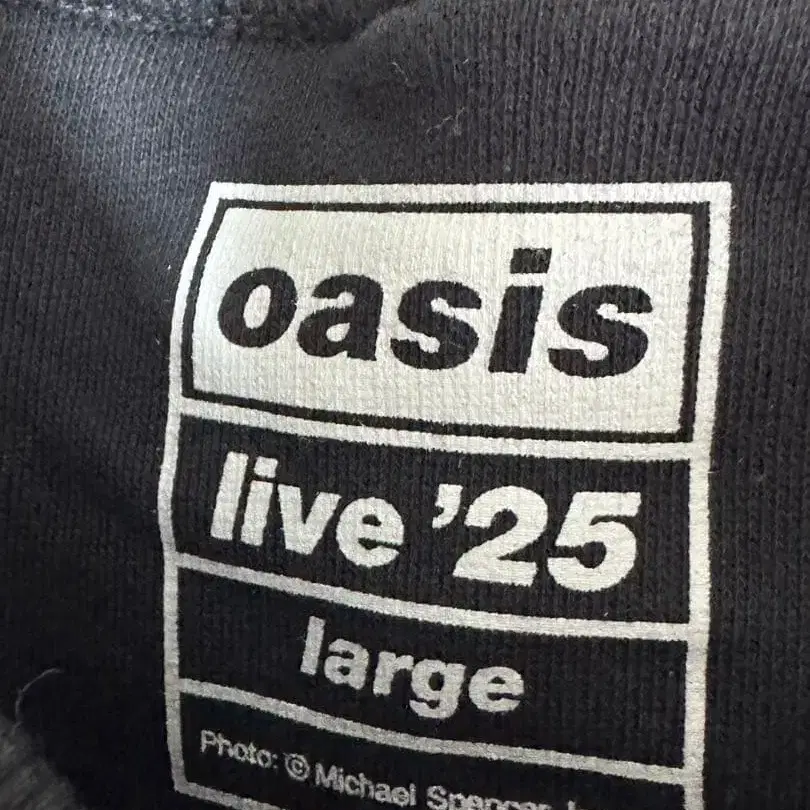 oasis
live '25
large
Photo: © Michael Spencer